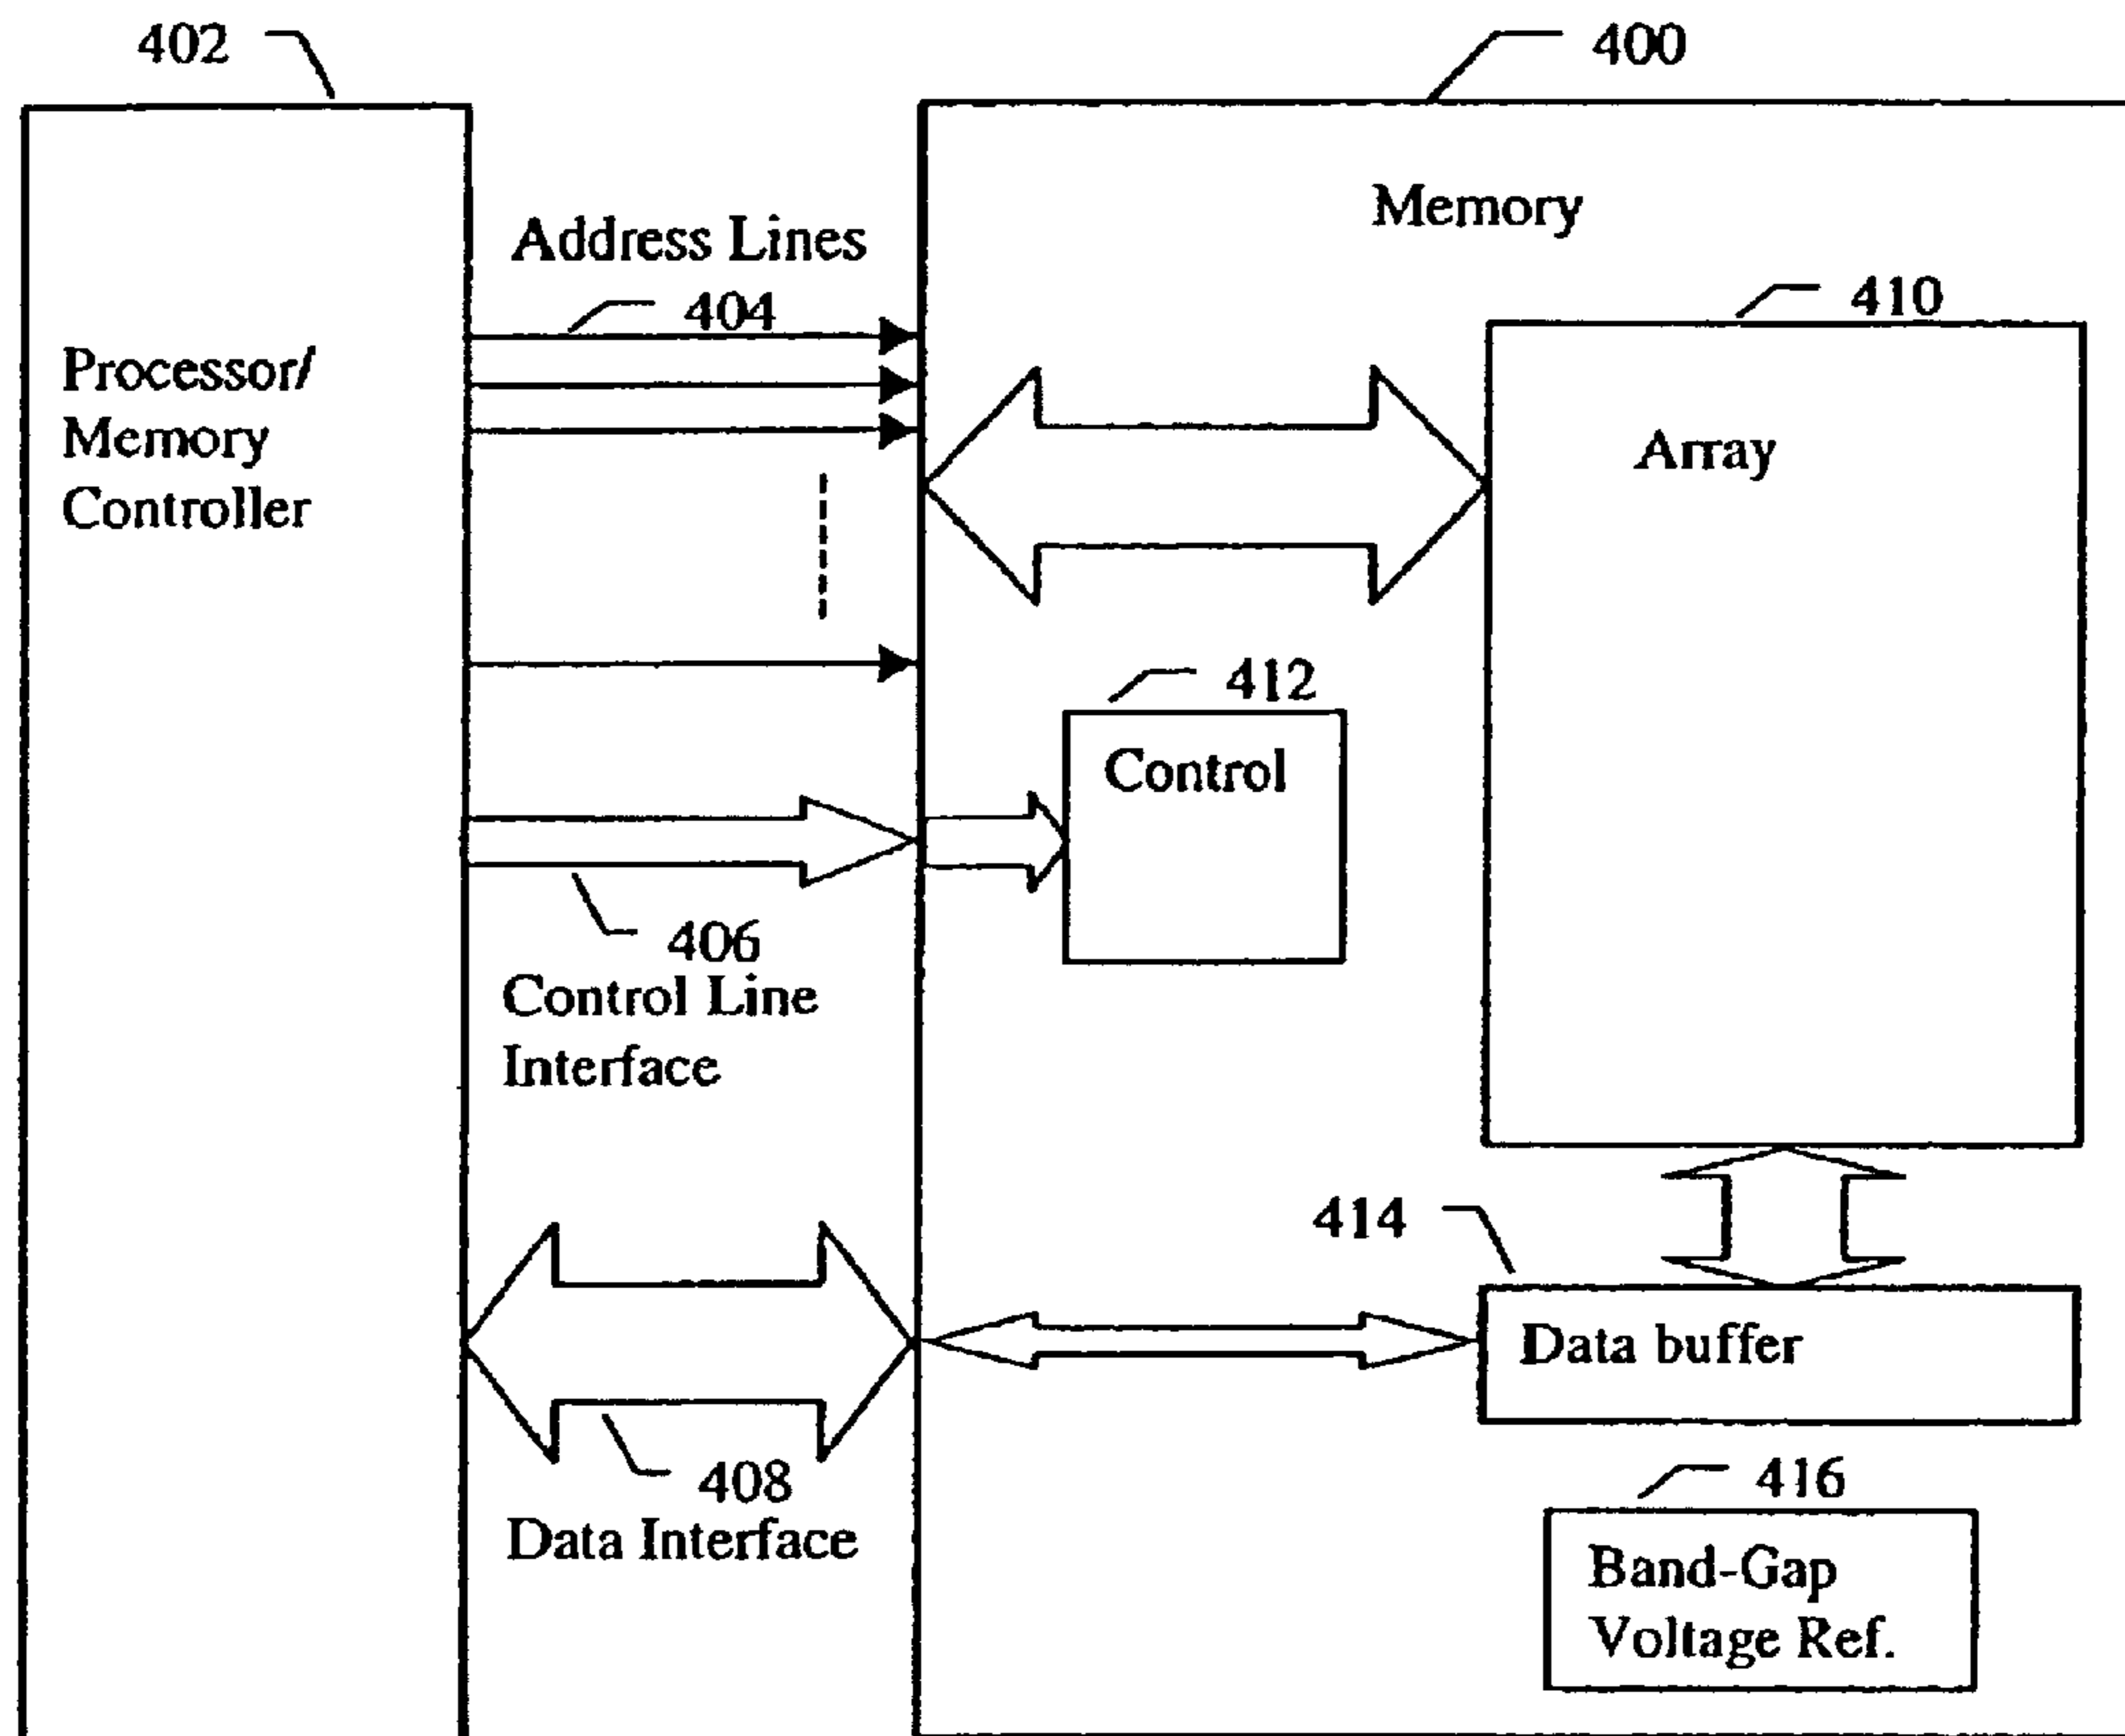 402
400
Memory
Address Lines
404
410
Processor/
Memory
Controller
Array
412
Control
406
Control Line
Interface
414
Data buffer
408
Data Interface
416
Band-Gap
Voltage Ref.